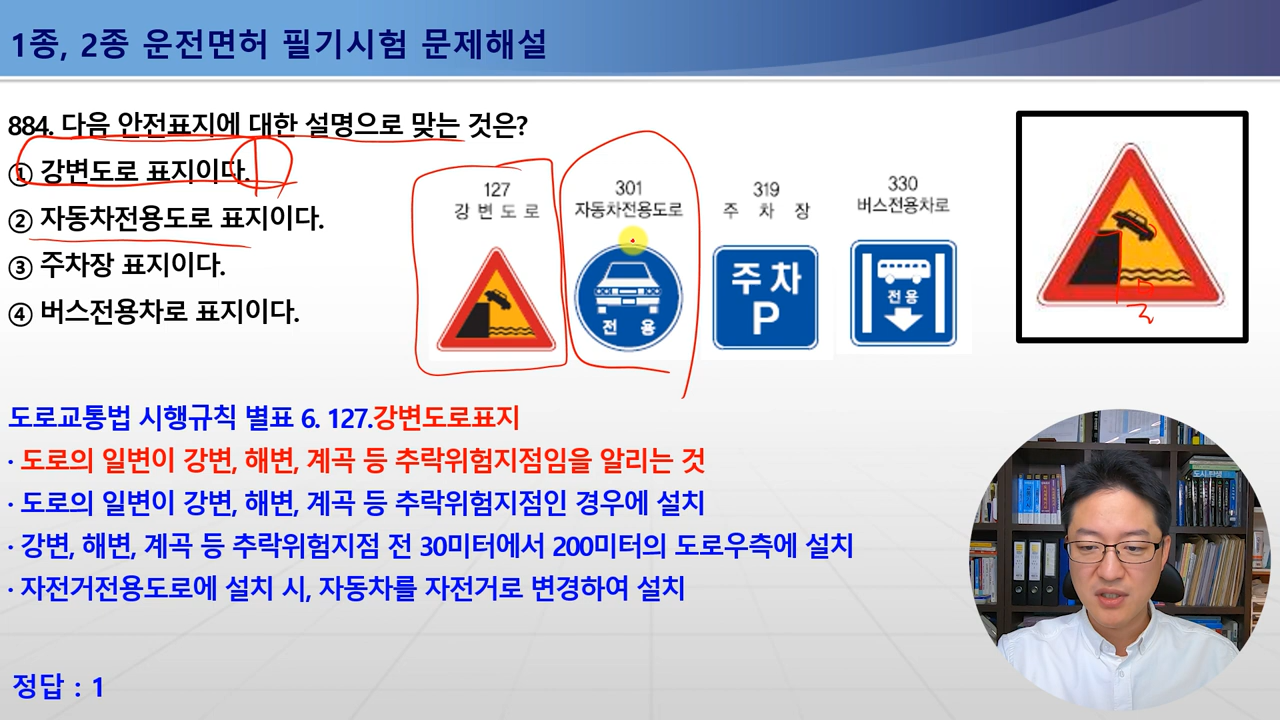 1종, 2종 운전면허 필기시험 문제해설
884. 다음 안전표지에 대한 설명으로 맞는 것은?
① 강변도로 표지이다.
② 자동차전용도로 표지이다.
③ 주차장 표지이다.
④ 버스전용차로 표지이다.
127
강 변 도 로
301
자동차전용도로
전 용
319
주 차 장
주차
P
330
버스전용차로
전용
물
도로교통법 시행규칙 별표 6. 127.강변도로표지
· 도로의 일변이 강변, 해변, 계곡 등 추락위험지점임을 알리는 것
· 도로의 일변이 강변, 해변, 계곡 등 추락위험지점인 경우에 설치
· 강변, 해변, 계곡 등 추락위험지점 전 30미터에서 200미터의 도로우측에 설치
· 자전거전용도로에 설치 시, 자동차를 자전거로 변경하여 설치
정답 : 1